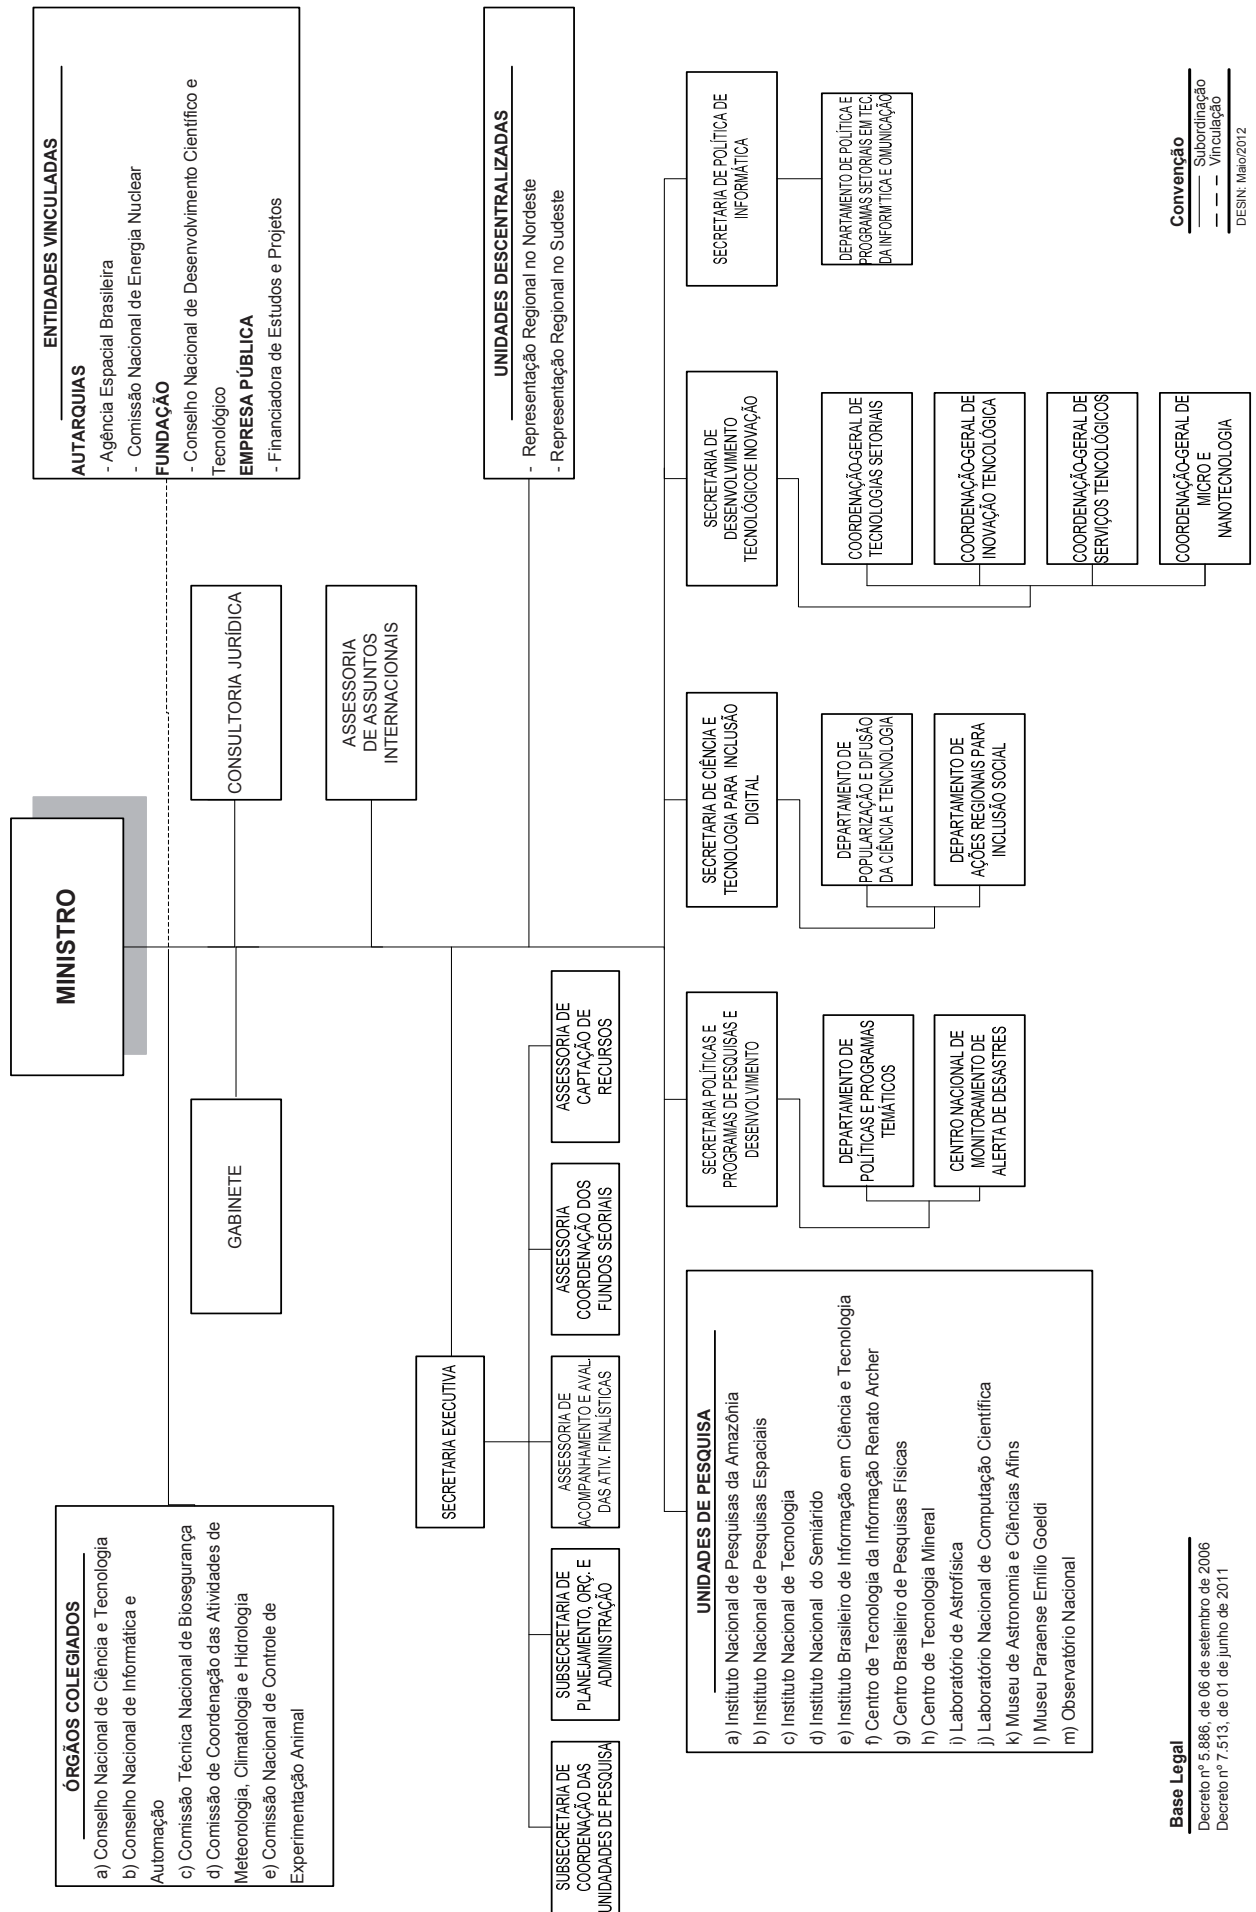 MINISTRO
ÓRGÃOS COLEGIADOS
a) Conselho Nacional de Ciência e Tecnologia
b) Conselho Nacional de Informática e
Automação
c) Comissão Técnica Nacional de Biosegurança
d) Comissão de Coordenação das Atividades de
Meteorologia, Climatologia e Hidrologia
e) Comissão Nacional de Controle de
Experimentação Animal
ENTIDADES VINCULADAS
AUTARQUIAS
- Agência Espacial Brasileira
- Comissão Nacional de Energia Nuclear
FUNDAÇÃO
- Conselho Nacional de Desenvolvimento Científico e
Tecnológico
EMPRESA PÚBLICA
- Financiadora de Estudos e Projetos
GABINETE
CONSULTORIA JURÍDICA
ASSESSORIA
DE ASSUNTOS
INTERNACIONAIS
SECRETARIA EXECUTIVA
UNIDADES DESCENTRALIZADAS
- Representação Regional no Nordeste
- Representação Regional no Sudeste
SUBSECRETARIA DE
COORDENAÇÃO DAS
UNIDADADES DE PESQUISA
SUBSECRETARIA DE
PLANEJAMENTO, ORÇ. E
ADMINISTRAÇÃO
ASSESSORIA DE
ACOMPANHAMENTO E AVAL.
DAS ATIV. FINALÍSTICAS
ASSESSORIA
COORDENAÇÃO DOS
FUNDOS SEORIAIS
ASSESSORIA DE
CAPTAÇÃO DE
RECURSOS
UNIDADES DE PESQUISA
a) Instituto Nacional de Pesquisas da Amazônia
b) Instituto Nacional de Pesquisas Espaciais
c) Instituto Nacional de Tecnologia
d) Instituto Nacional do Semiárido
e) Instituto Brasileiro de Informação em Ciência e Tecnologia
f) Centro de Tecnologia da Informação Renato Archer
g) Centro Brasileiro de Pesquisas Físicas
h) Centro de Tecnologia Mineral
i) Laboratório de Astrofísica
j) Laboratório Nacional de Computação Científica
k) Museu de Astronomia e Ciências Afins
l) Museu Paraense Emílio Goeldi
m) Observatório Nacional
SECRETARIA POLÍTICAS E
PROGRAMAS DE PESQUISAS E
DESENVOLVIMENTO
DEPARTAMENTO DE
POLÍTICAS E PROGRAMAS
TEMÁTICOS
CENTRO NACIONAL DE
MONITORAMENTO DE
ALERTA DE DESASTRES
SECRETARIA DE CIÊNCIA E
TECNOLOGIA PARA INCLUSÃO
DIGITAL
DEPARTAMENTO DE
POPULARIZAÇÃO E DIFUSÃO
DA CIÊNCIA E TENCNOLOGIA
DEPARTAMENTO DE
AÇÕES REGIONAIS PARA
INCLUSÃO SOCIAL
SECRETARIA DE
DESENVOLVIMENTO
TECNOLÓGICOE INOVAÇÃO
COORDENAÇÃO-GERAL DE
TECNOLOGIAS SETORIAIS
COORDENAÇÃO-GERAL DE
INOVAÇÃO TENCOLÓGICA
COORDENAÇÃO-GERAL DE
SERVIÇOS TENCOLÓGICOS
COORDENAÇÃO-GERAL DE
MICRO E
NANOTECNOLOGIA
SECRETARIA DE POLÍTICA DE
INFORMÁTICA
DEPARTAMENTO DE POLÍTICA E
PROGRAMAS SETORIAIS EM TEC.
DA INFORM'TICA E OMUNICAÇÃO
Base Legal
Decreto nº 5.886, de 06 de setembro de 2006
Decreto nº 7.513, de 01 de junho de 2011
Convenção
Subordinação
Vinculação
DESIN: Maio/2012